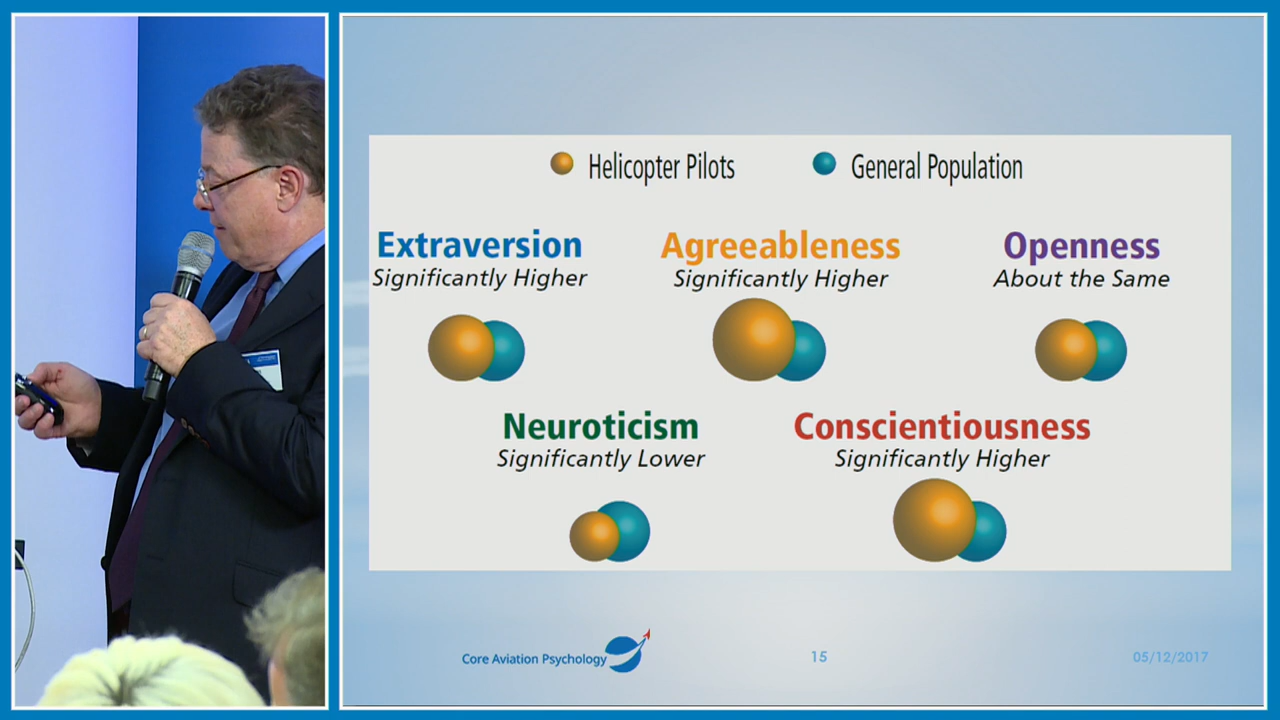 Helicopter Pilots
General Population
Extraversion
Significantly Higher
Agreeableness
Significantly Higher
Openness
About the Same
Neuroticism
Significantly Lower
Conscientiousness
Significantly Higher
Core Aviation Psychology
15
05/12/2017